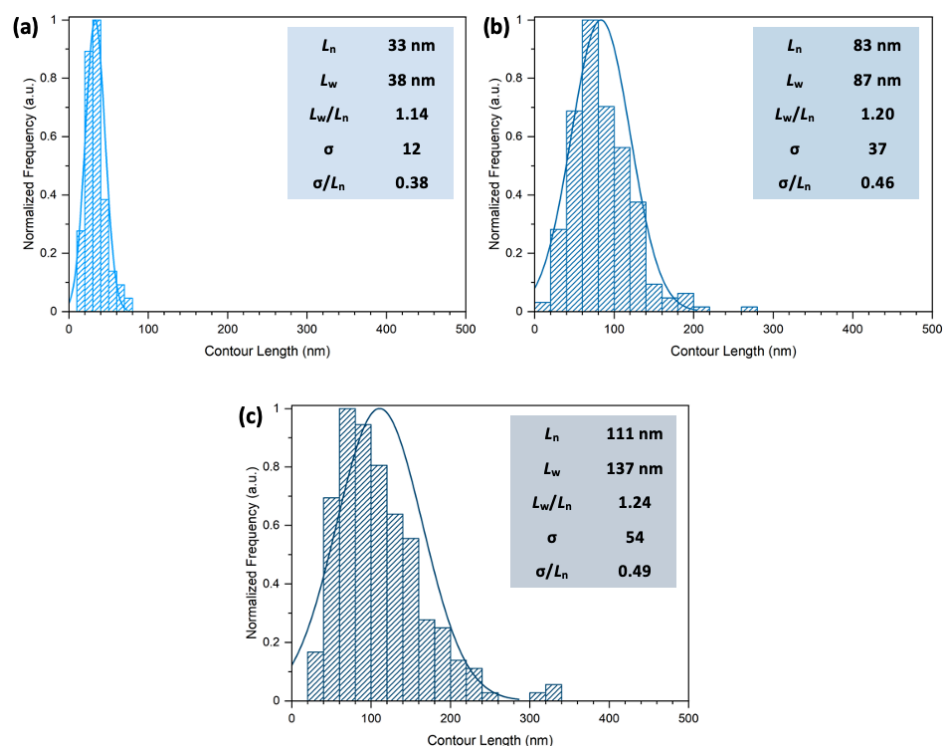 (a)
Normalized Frequency (a.u.)
1
0.8
0.6
0.4
0.2
0
0 100 200 300 400 500
Contour Length (nm)
Ln 33 nm
Lw 38 nm
Lw/Ln 1.14
σ 12
σ/Ln 0.38
(b)
Normalized Frequency (a.u.)
1
0.8
0.6
0.4
0.2
0
0 100 200 300 400 500
Contour Length (nm)
Ln 83 nm
Lw 87 nm
Lw/Ln 1.20
σ 37
σ/Ln 0.46
(c)
Normalized Frequency (a.u.)
1
0.8
0.6
0.4
0.2
0
0 100 200 300 400 500
Contour Length (nm)
Ln 111 nm
Lw 137 nm
Lw/Ln 1.24
σ 54
σ/Ln 0.49